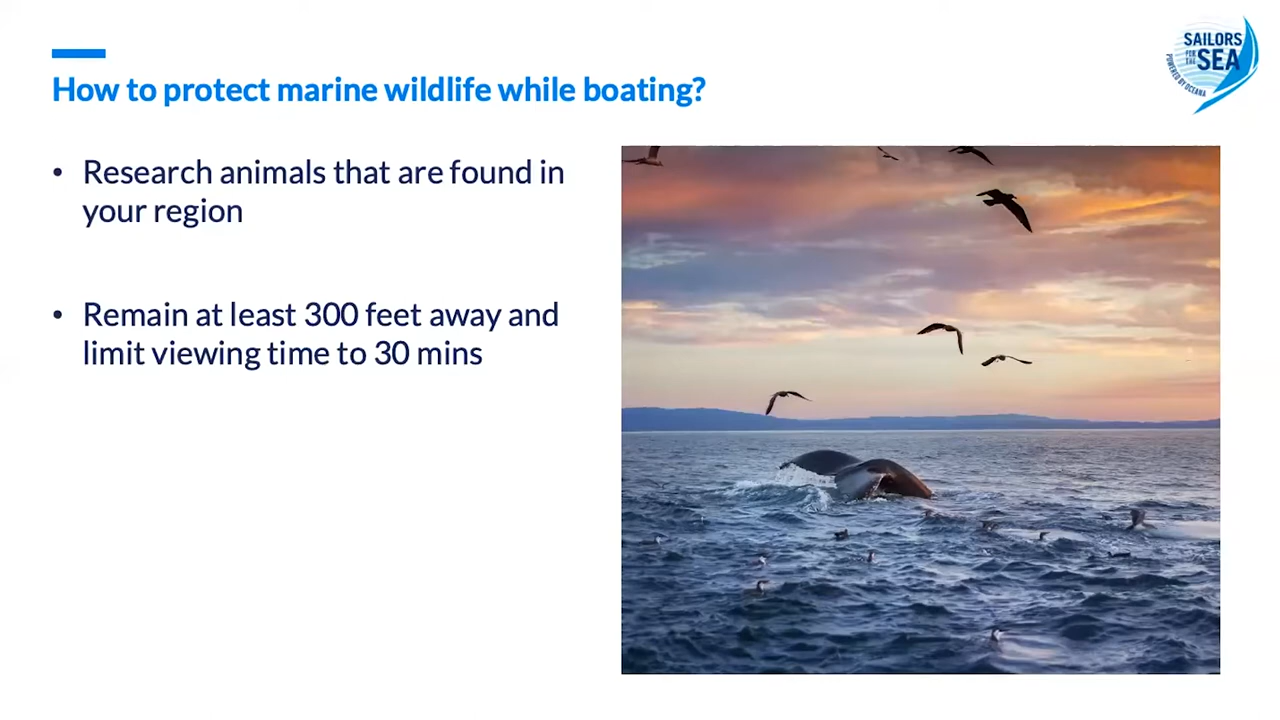 How to protect marine wildlife while boating?
SAILORS
FOR THE
SEA
POWERED BY OCEANA
• Research animals that are found in
your region
• Remain at least 300 feet away and
limit viewing time to 30 mins